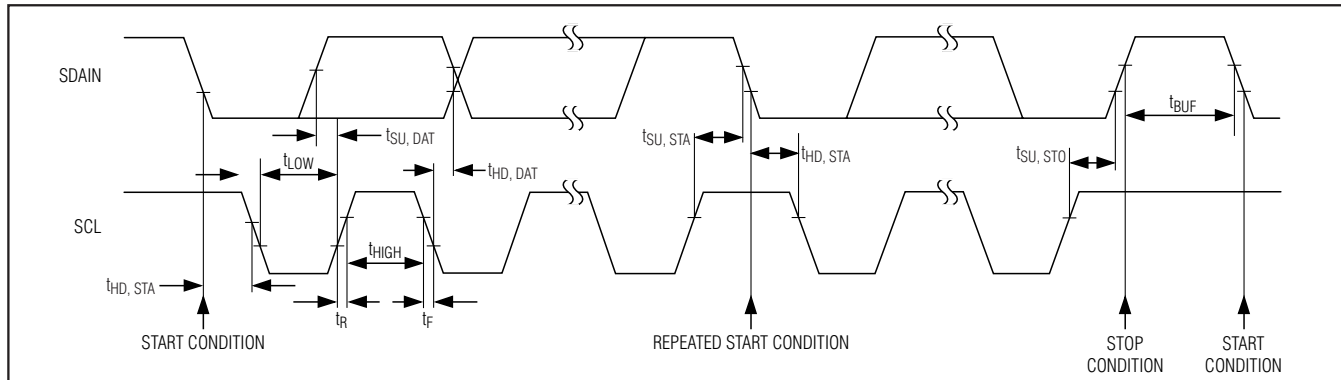 SDAIN
tSU, DAT
tLOW
tHD, DAT
tSU, STA
tHD, STA
tBUF
tSU, STO
SCL
tHIGH
tHD, STA
tR
tF
START CONDITION
REPEATED START CONDITION
STOP
CONDITION
START
CONDITION